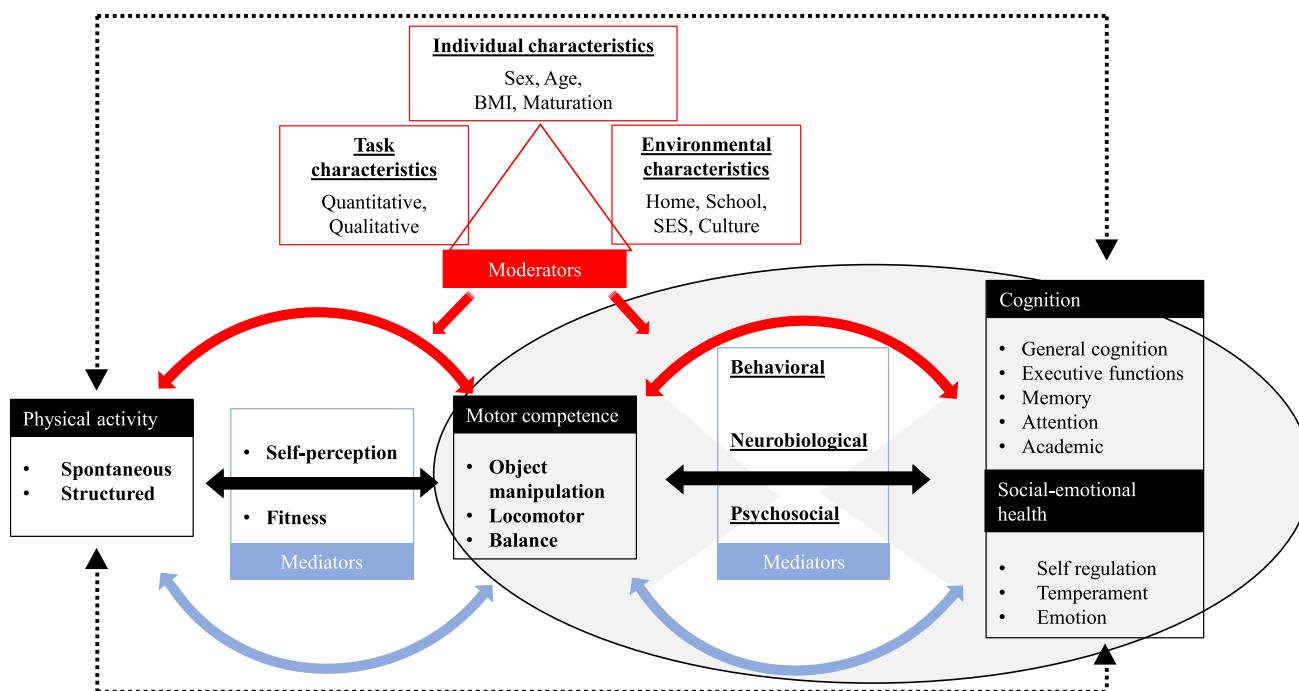 Individual characteristics
Sex, Age,
BMI, Maturation
Task
characteristics
Quantitative,
Qualitative
Environmental
characteristics
Home, School,
SES, Culture
Moderators
Physical activity
• Spontaneous
• Structured
• Self-perception
• Fitness
Mediators
Motor competence
• Object
manipulation
• Locomotor
• Balance
Behavioral
Neurobiological
Psychosocial
Mediators
Cognition
• General cognition
• Executive functions
• Memory
• Attention
• Academic
Social-emotional
health
• Self regulation
• Temperament
• Emotion